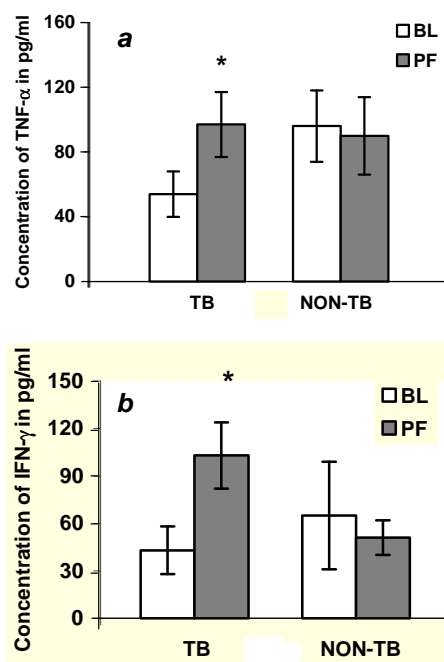 a
BL
PF
*
Concentration of TNF-α in pg/ml
160
120
80
40
0
TB
NON-TB
b
BL
PF
*
Concentration of IFN-γ in pg/ml
150
120
90
60
30
0
TB
NON-TB